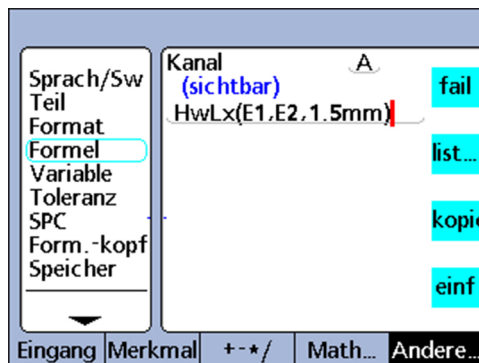 Sprach/Sw
Teil
Format
Formel
Variable
Toleranz
SPC
Form.-kopf
Speicher
Kanal A
(sichtbar)
HwLx(E1,E2,1.5mm)
fail
list...
kopie
einf
Eingang Merkmal +-*/ Math... Andere...